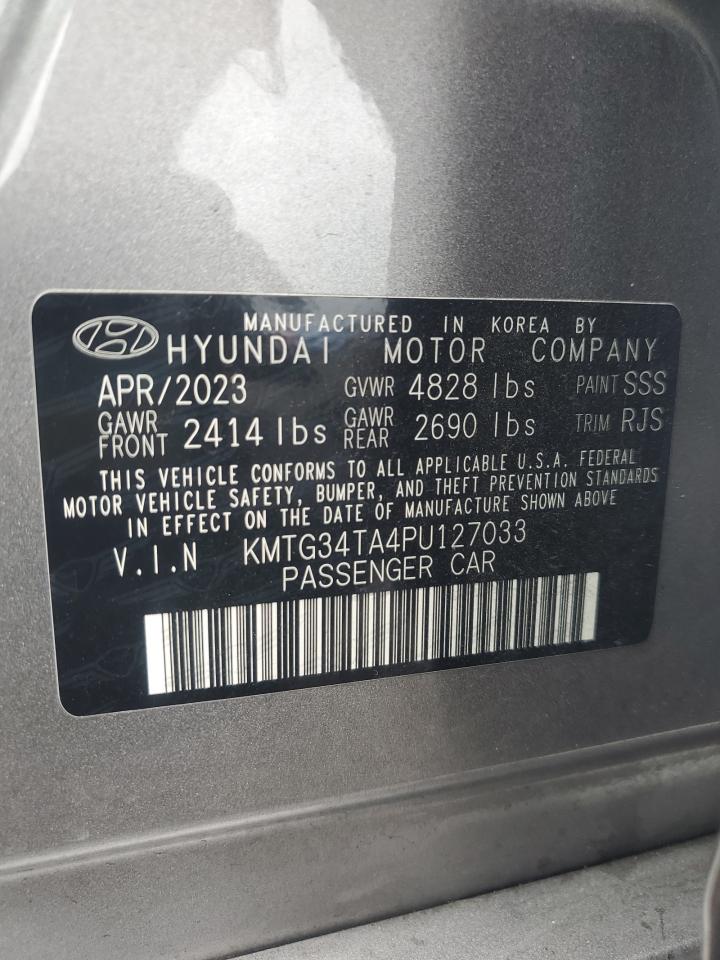 MANUFACTURED IN KOREA BY
HYUNDAI MOTOR COMPANY
APR/2023 GVWR 4828 lbs PAINT SSS
GAWR FRONT 2414 lbs GAWR REAR 2690 lbs TRIM RJS
THIS VEHICLE CONFORMS TO ALL APPLICABLE U.S.A. FEDERAL
MOTOR VEHICLE SAFETY, BUMPER, AND THEFT PREVENTION STANDARDS
IN EFFECT ON THE DATE OF MANUFACTURE SHOWN ABOVE
V.I.N KMTG34TA4PU127033
PASSENGER CAR